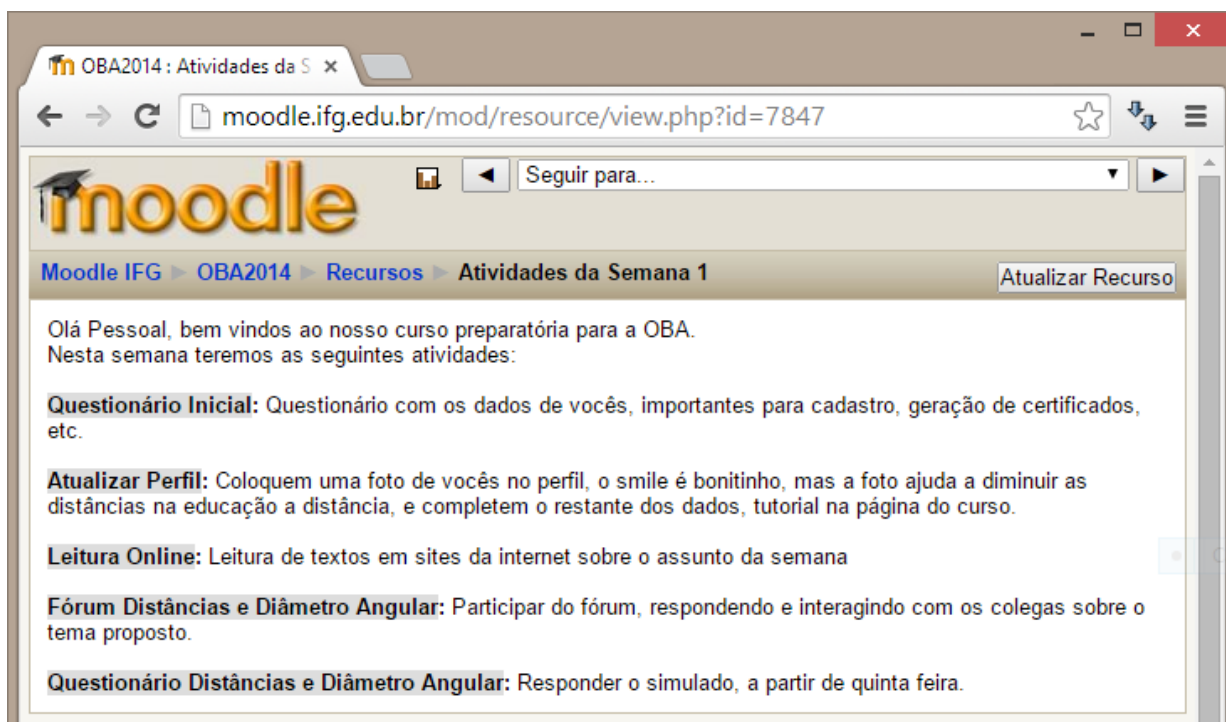 OBA2014 : Atividades da S
moodle.ifg.edu.br/mod/resource/view.php?id=7847
moodle
Seguir para...
Moodle IFG ► OBA2014 ► Recursos ► Atividades da Semana 1
Atualizar Recurso
Olá Pessoal, bem vindos ao nosso curso preparatória para a OBA.
Nesta semana teremos as seguintes atividades:
Questionário Inicial: Questionário com os dados de vocês, importantes para cadastro, geração de certificados,
etc.
Atualizar Perfil: Coloquem uma foto de vocês no perfil, o smile é bonitinho, mas a foto ajuda a diminuir as
distâncias na educação a distância, e completem o restante dos dados, tutorial na página do curso.
Leitura Online: Leitura de textos em sites da internet sobre o assunto da semana
Fórum Distâncias e Diâmetro Angular: Participar do fórum, respondendo e interagindo com os colegas sobre o
tema proposto.
Questionário Distâncias e Diâmetro Angular: Responder o simulado, a partir de quinta feira.